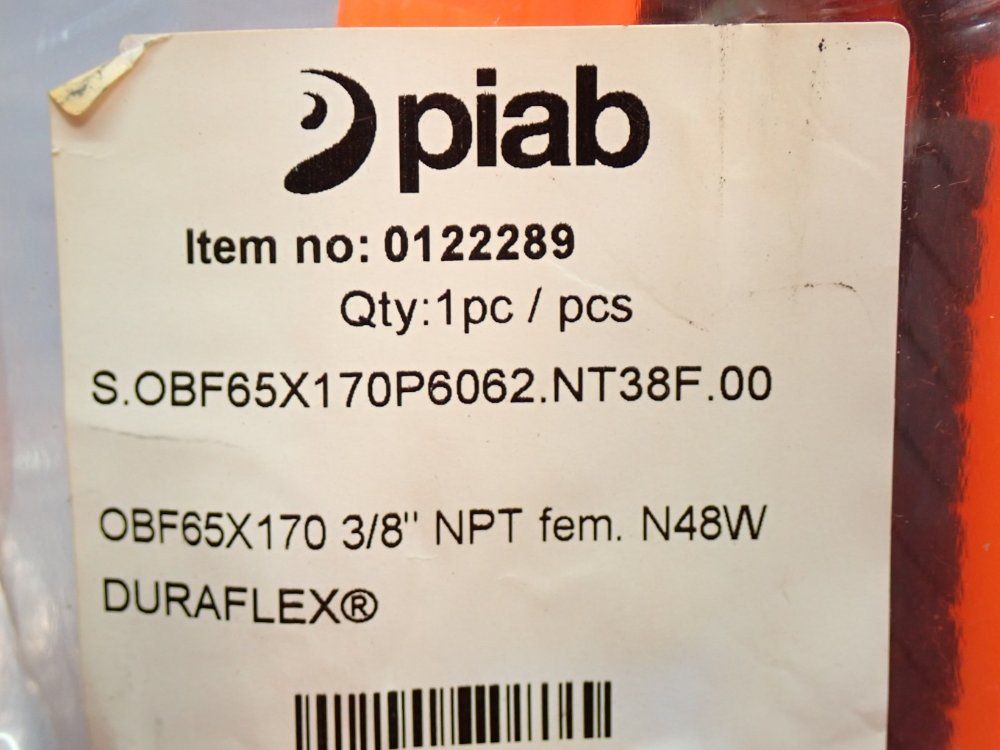 piab
Item no: 0122289
Qty:1pc / pcs
S.OBF65X170P6062.NT38F.00
OBF65X170 3/8" NPT fem. N48W
DURAFLEX®